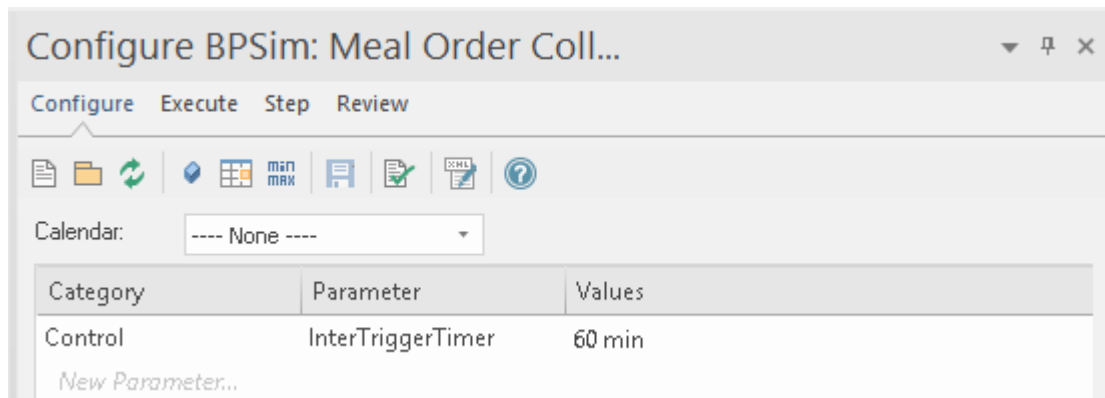 Configure BPSim: Meal Order Coll...
Configure Execute Step Review
min
max
XML
?
Calendar: ---- None ----
Category Parameter Values
Control InterTriggerTimer 60 min
New Parameter...